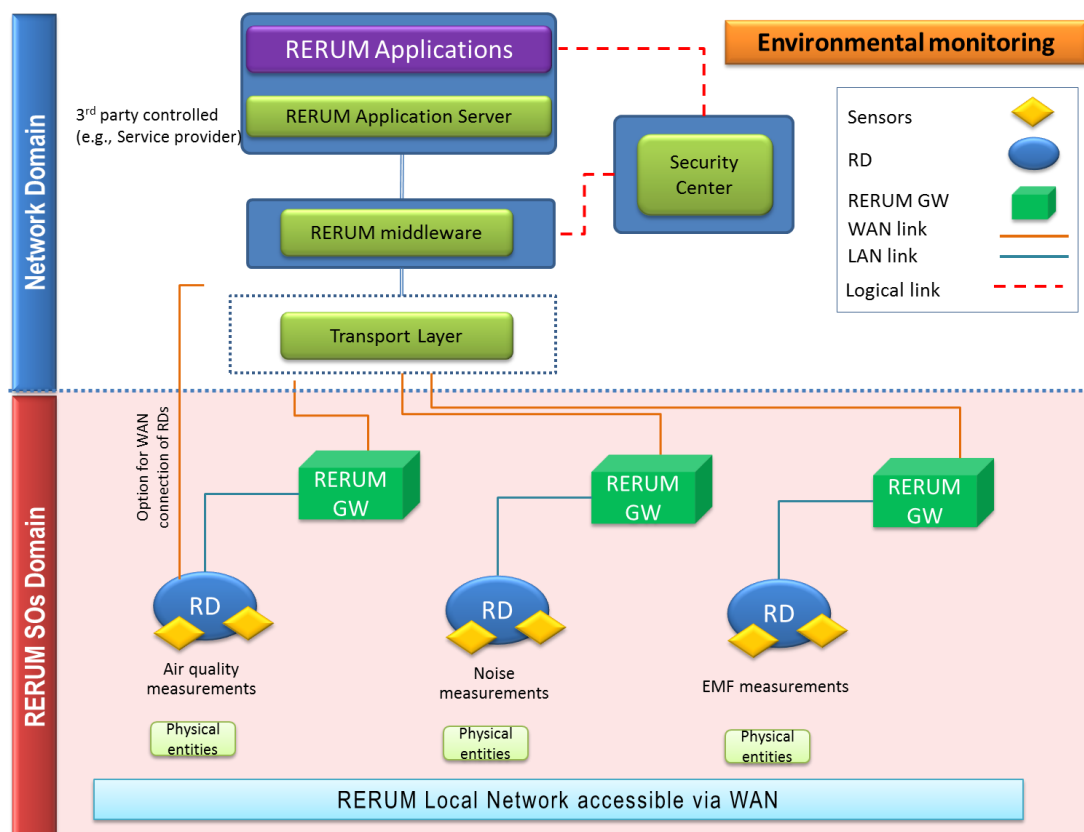 Network Domain
RERUM Applications
Environmental monitoring
3rd party controlled
(e.g., Service provider)
RERUM Application Server
Security
Center
Sensors
RD
RERUM GW
WAN link
LAN link
Logical link
RERUM middleware
Transport Layer
RERUM SOs Domain
Option for WAN
connection of RDs
RERUM
GW
RERUM
GW
RERUM
GW
RD
RD
RD
Air quality
measurements
Noise
measurements
EMF measurements
Physical
entities
Physical
entities
Physical
entities
RERUM Local Network accessible via WAN